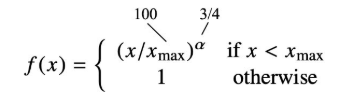 100 3/4
f(x) = { (x/x_max)^α if x < x_max
1 otherwise